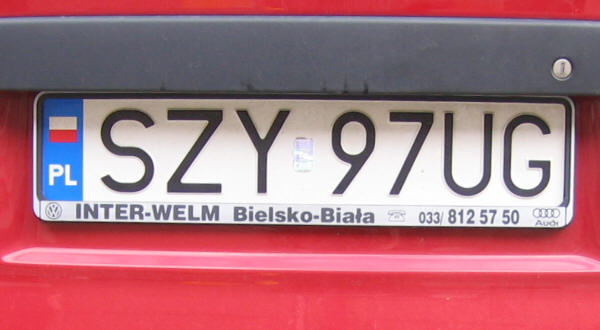 SZY 97UG
PL
INTER-WELM Bielsko-Biała ☎ 033/ 812 57 50 Audi